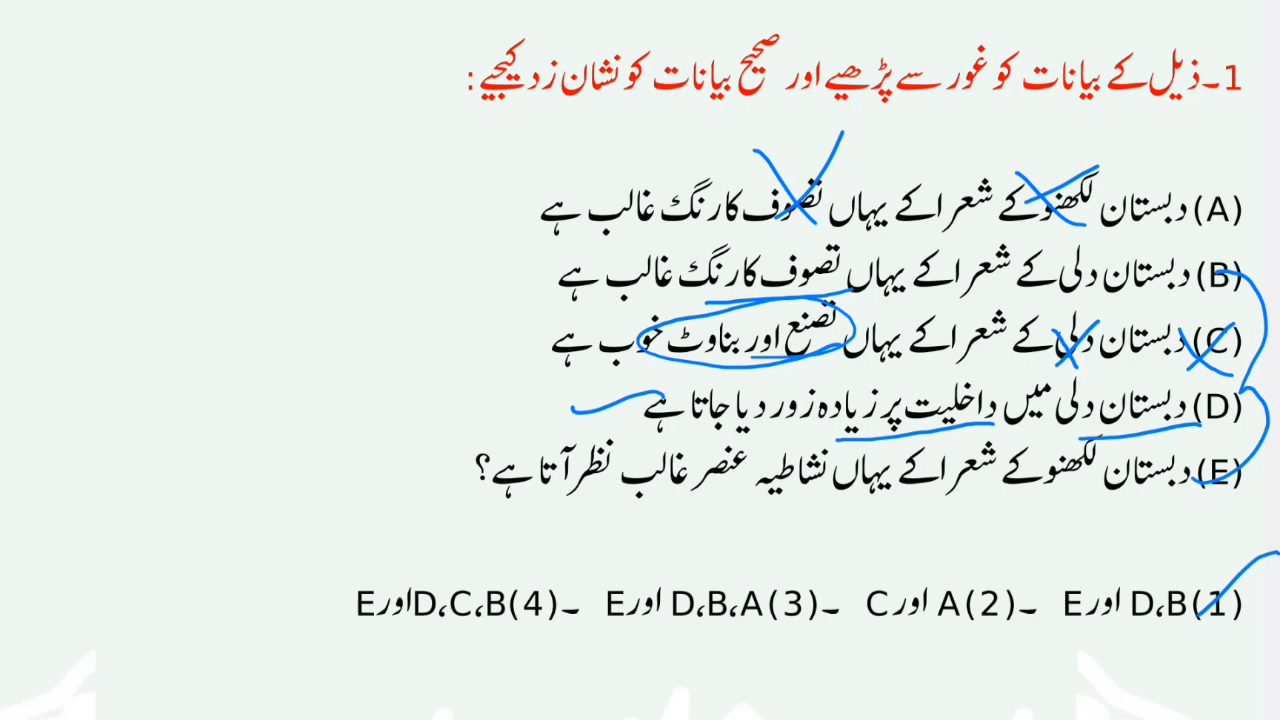 1۔ذیل کے بیانات کو غور سے پڑھیے اور صحیح بیانات کو نشان زد کیجیے:
(A) دبستان لکھنو کے شعرا کے یہاں تصوف کا رنگ غالب ہے
(B) دبستان دلی کے شعرا کے یہاں تصوف کا رنگ غالب ہے
(C) دبستان دلی کے شعرا کے یہاں تصنع اور بناوٹ خوب ہے
(D) دبستان دلی میں داخلیت پر زیادہ زور دیا جاتا ہے
(E) دبستان لکھنو کے شعرا کے یہاں نشاطیہ عنصر غالب نظر آتا ہے؟
(1)D،B اور E ۔ (2)A اور C ۔ (3)D،B،A اور E ۔ (4)D،C،B اور E